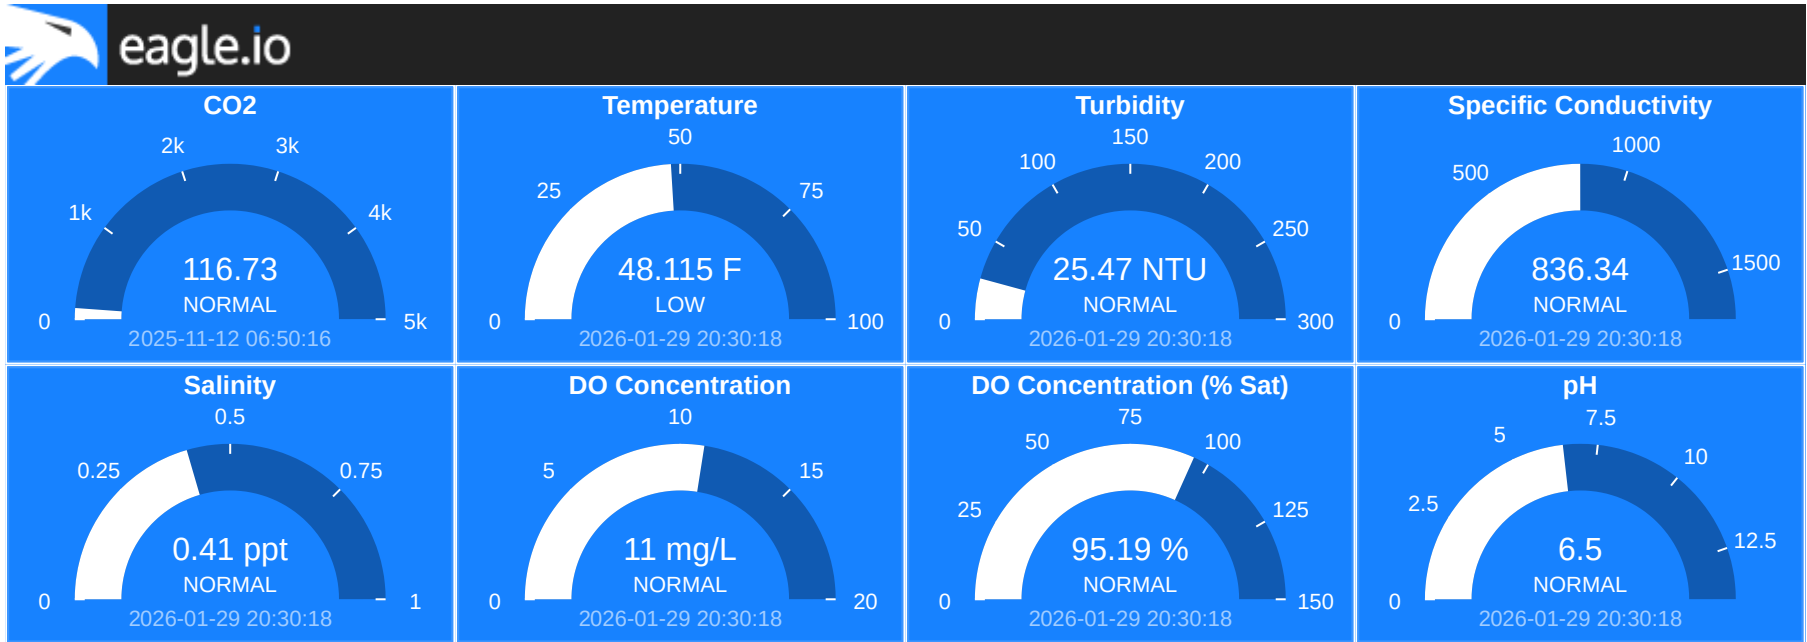 eagle.io
CO2
0
1k
2k
3k
4k
5k
116.73
NORMAL
2025-11-12 06:50:16
Temperature
0
25
50
75
100
48.115 F
LOW
2026-01-29 20:30:18
Turbidity
0
50
100
150
200
250
300
25.47 NTU
NORMAL
2026-01-29 20:30:18
Specific Conductivity
0
500
1000
1500
836.34
NORMAL
2026-01-29 20:30:18
Salinity
0
0.25
0.5
0.75
1
0.41 ppt
NORMAL
2026-01-29 20:30:18
DO Concentration
0
5
10
15
20
11 mg/L
NORMAL
2026-01-29 20:30:18
DO Concentration (% Sat)
0
25
50
75
100
125
150
95.19 %
NORMAL
2026-01-29 20:30:18
pH
0
2.5
5
7.5
10
12.5
6.5
NORMAL
2026-01-29 20:30:18